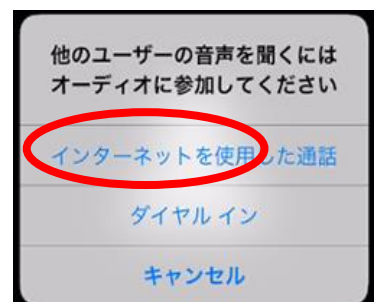 他のユーザーの音声を聞くには
オーディオに参加してください
インターネットを使用した通話
ダイヤル イン
キャンセル